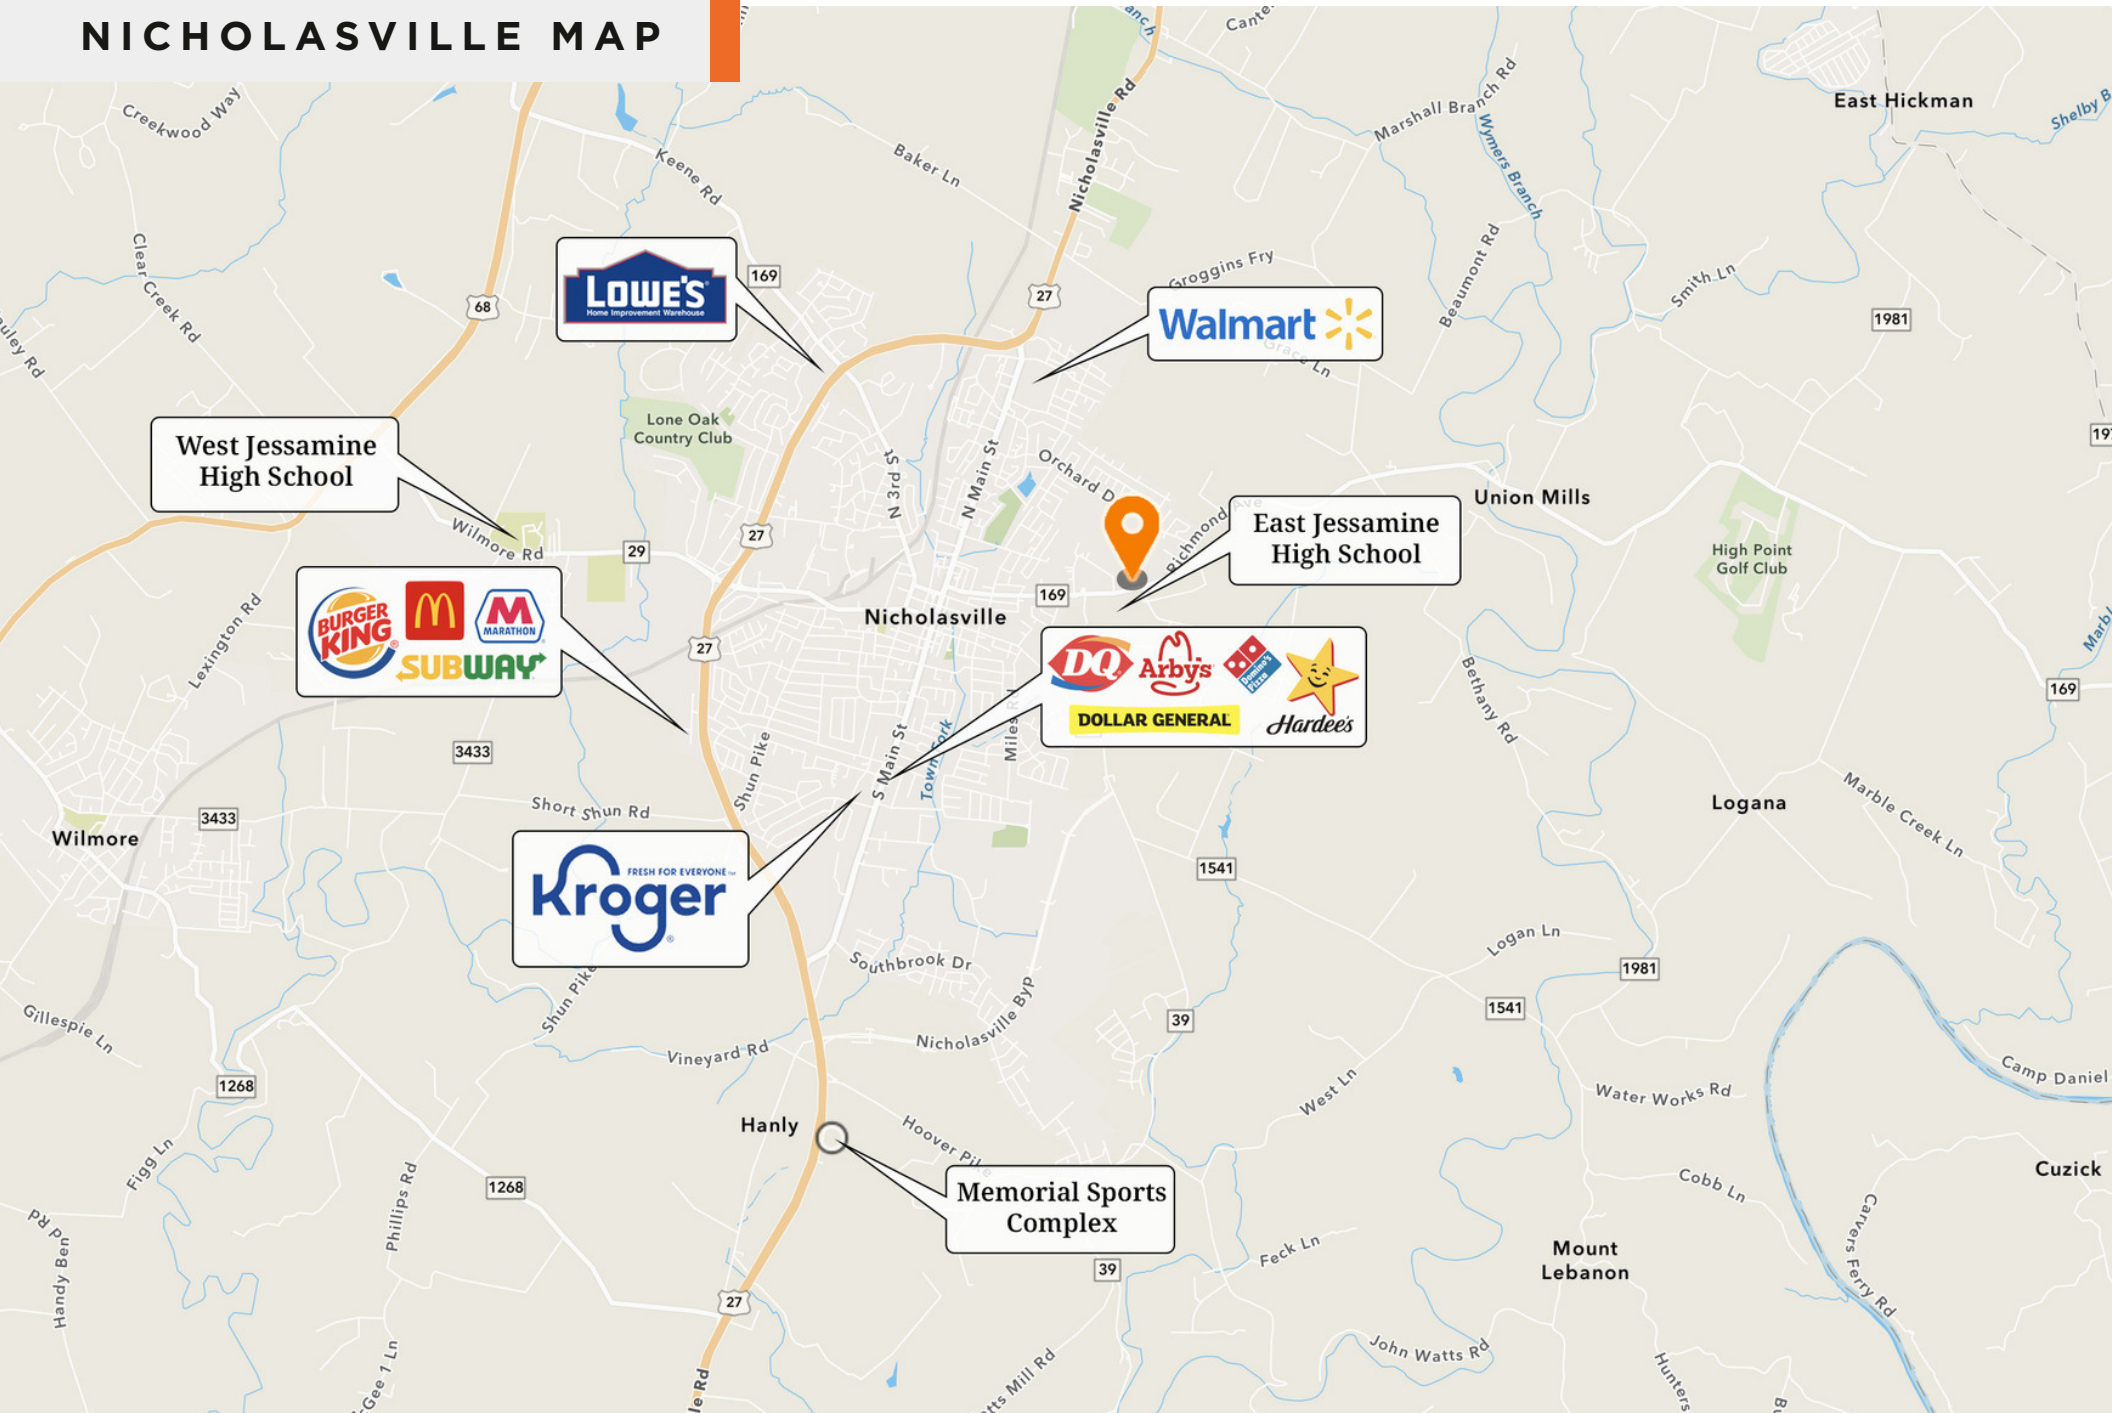 NICHOLASVILLE MAP
Creekwood Way
Keene Rd
Baker Ln
Nicholasville Rd
Marshall Branch Rd
Wymers Branch
East Hickman
Clear Creek Rd
68
169
27
Groggins Fry
Beaumont Rd
Smith Ln
1981
LOWE'S
Home Improvement Warehouse
Walmart
Grace Ln
Lone Oak
Country Club
West Jessamine
High School
Wilmore Rd
29
27
N 3rd St
N Main St
Orchard D
Richmond Ave
East Jessamine
High School
Union Mills
High Point
Golf Club
BURGER
KING
MARATHON
SUBWAY
Lexington Rd
27
Nicholasville
169
DQ
Arby's
Domino's
Pizza
DOLLAR GENERAL
Hardee's
Bethany Rd
169
3433
3433
Wilmore
Short Shun Rd
Shun Pike
S Main St
Town Fork
Miles Rd
Logana
Marble Creek Ln
FRESH FOR EVERYONE
Kroger
1541
Shun Pike
Southbrook Dr
Logan Ln
1981
1541
Gillespie Ln
Vineyard Rd
Nicholasville Byp
39
1268
West Ln
Water Works Rd
Camp Daniel
Hanly
Hoover Pike
Figg Ln
Phillips Rd
1268
Memorial Sports
Complex
Cobb Ln
Cuzick
Carvers Ferry Rd
Handy Ben
39
Feck Ln
Mount
Lebanon
27
John Watts Rd
Hunters